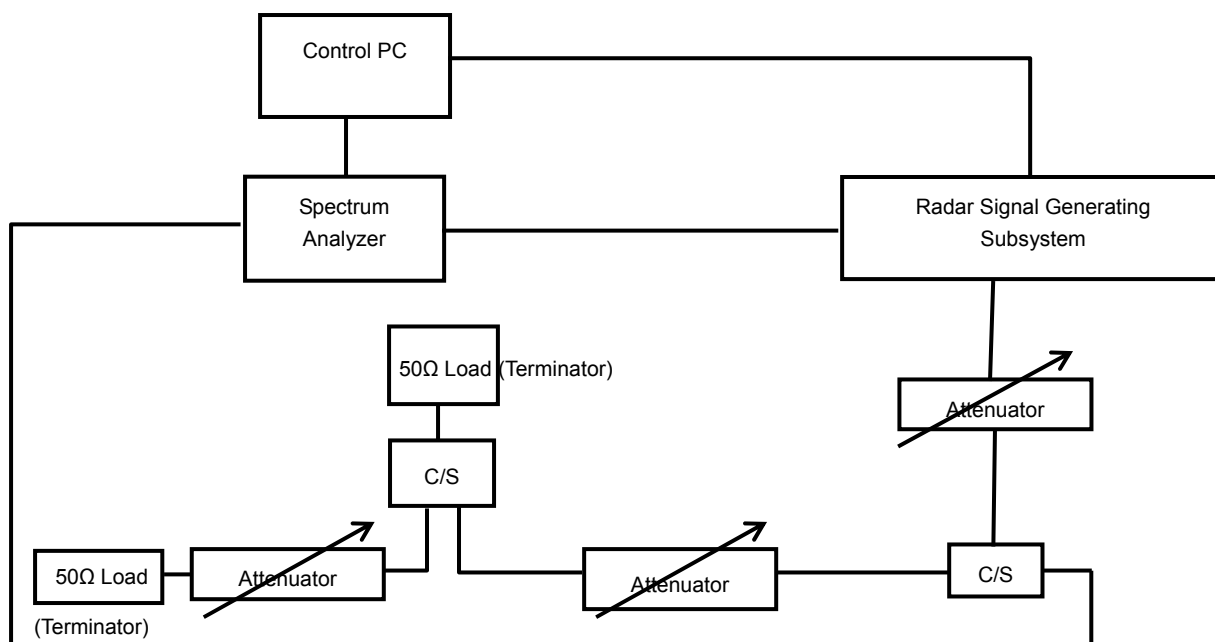 Control PC
Spectrum
Analyzer
Radar Signal Generating
Subsystem
50Ω Load (Terminator)
Attenuator
C/S
50Ω Load
(Terminator)
Attenuator
Attenuator
C/S